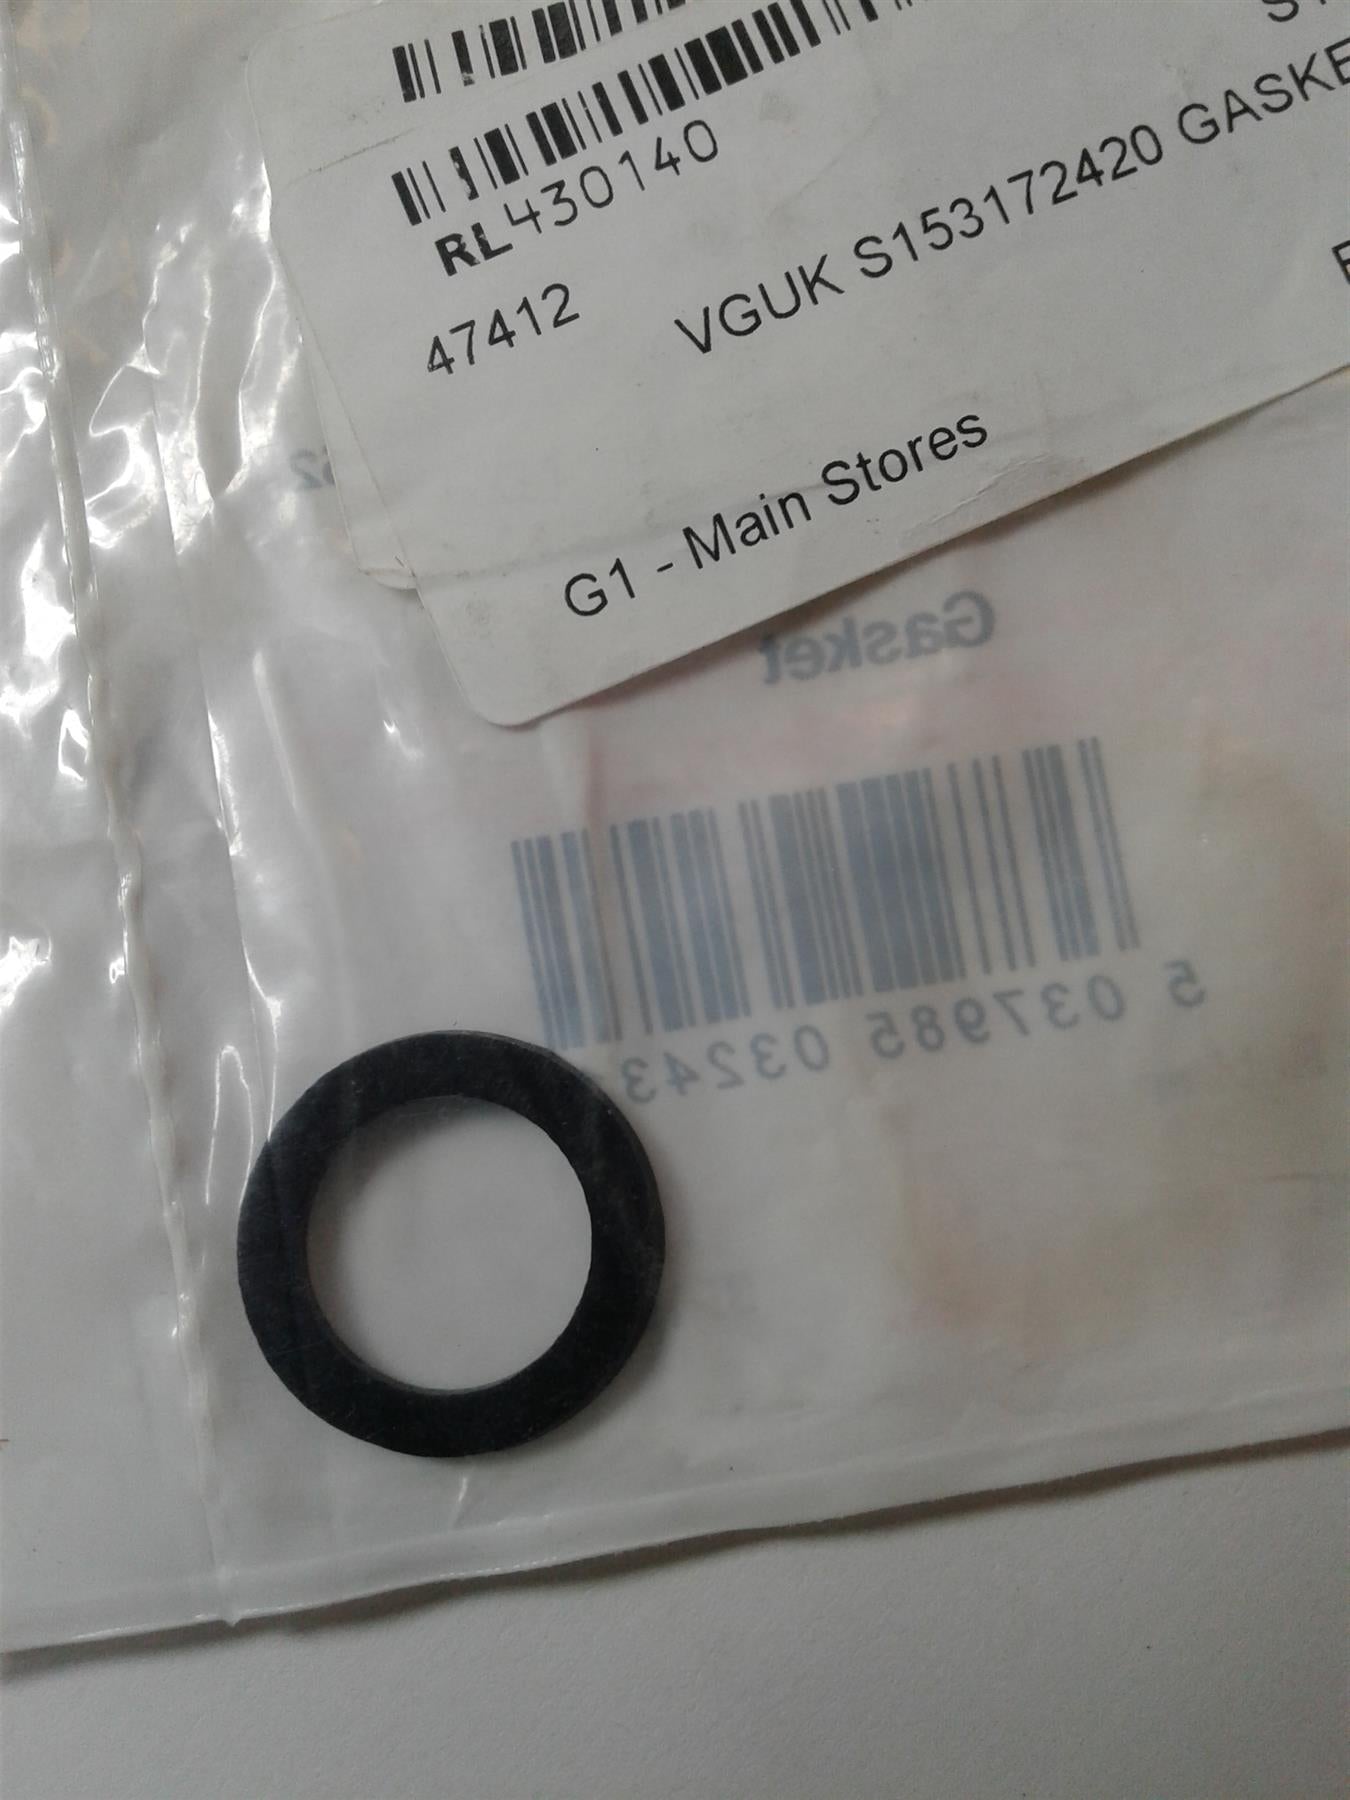 RL430140
47412 VGUK S153172420 GASKE
G1 - Main Stores
Gasket
5 037985 03243